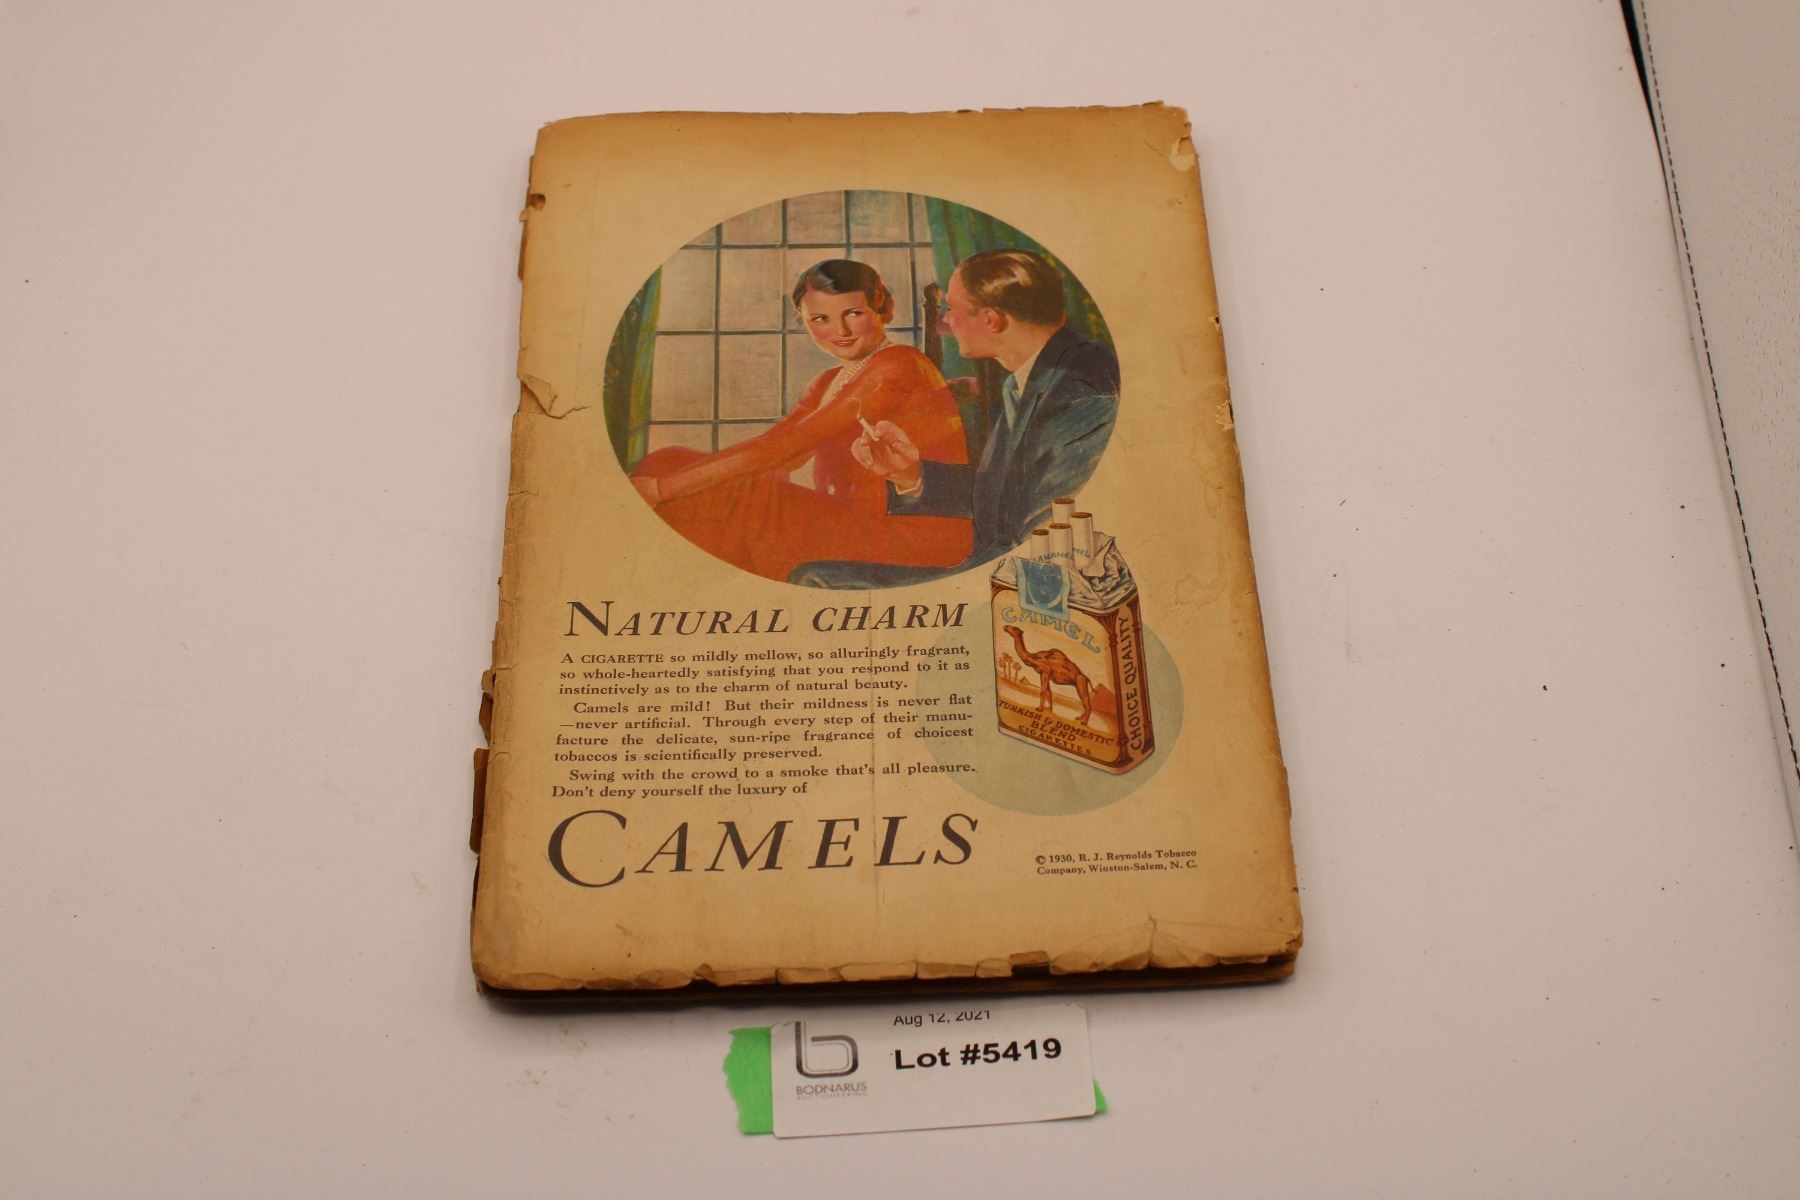 NATURAL CHARM
A CIGARETTE so mildly mellow, so alluringly fragrant,
so whole-heartedly satisfying that you respond to it as
instinctively as to the charm of natural beauty.
Camels are mild! But their mildness is never flat
—never artificial. Through every step of their manu-
facture the delicate, sun-ripe fragrance of choicest
tobaccos is scientifically preserved.
Swing with the crowd to a smoke that's all pleasure.
Don't deny yourself the luxury of
CAMELS
CAMEL
TURKISH & DOMESTIC
BLEND
CIGARETTES
CHOICE QUALITY
© 1930, R. J. Reynolds Tobacco
Company, Winston-Salem, N. C.
Aug 12, 2021
Lot #5419
b
BODNARUS
AUCTIONEERING